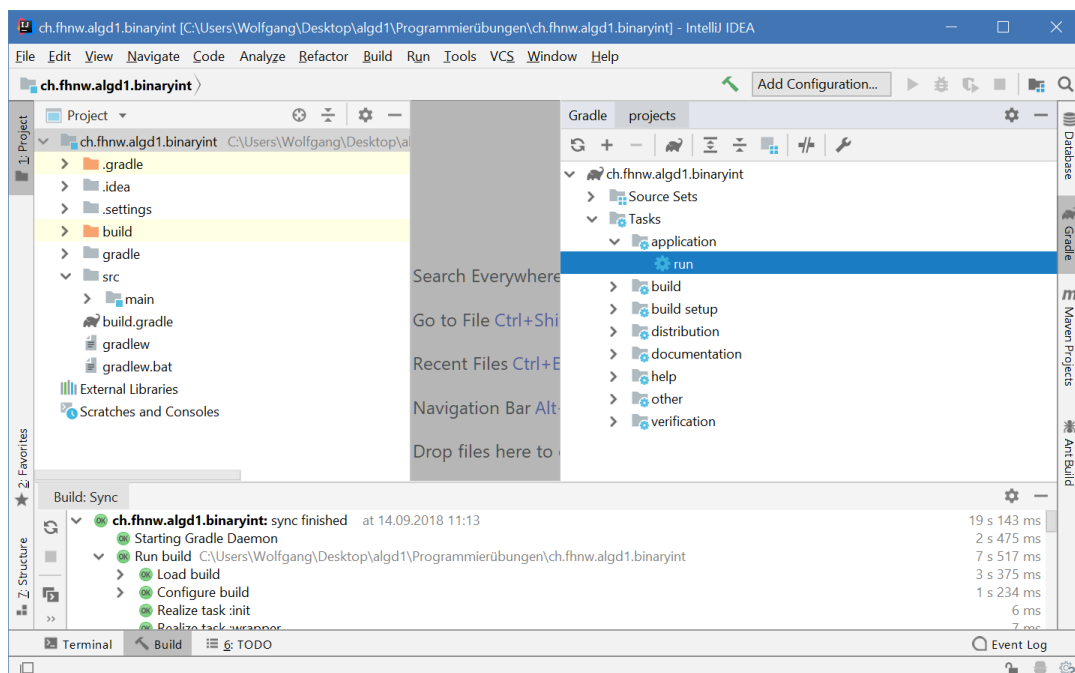 ch.fhnw.algd1.binaryint [C:\Users\Wolfgang\Desktop\algd1\Programmierübungen\ch.fhnw.algd1.binaryint] - IntelliJ IDEA
File Edit View Navigate Code Analyze Refactor Build Run Tools VCS Window Help
ch.fhnw.algd1.binaryint
Add Configuration...
1: Project
Project
ch.fhnw.algd1.binaryint C:\Users\Wolfgang\Desktop\al
.gradle
.idea
.settings
build
gradle
src
main
build.gradle
gradlew
gradlew.bat
External Libraries
Scratches and Consoles
Search Everywhere
Go to File Ctrl+Shi
Recent Files Ctrl+E
Navigation Bar Alt+
Drop files here to
Gradle projects
ch.fhnw.algd1.binaryint
Source Sets
Tasks
application
run
build
build setup
distribution
documentation
help
other
verification
Database
Gradle
Maven Projects
Ant Build
2: Favorites
Z: Structure
Build: Sync
ch.fhnw.algd1.binaryint: sync finished at 14.09.2018 11:13 19 s 143 ms
Starting Gradle Daemon 2 s 475 ms
Run build C:\Users\Wolfgang\Desktop\algd1\Programmierübungen\ch.fhnw.algd1.binaryint 7 s 517 ms
Load build 3 s 375 ms
Configure build 1 s 234 ms
Realize task :init 6 ms
Realize task :wrapper 7 ms
Terminal Build 6: TODO Event Log